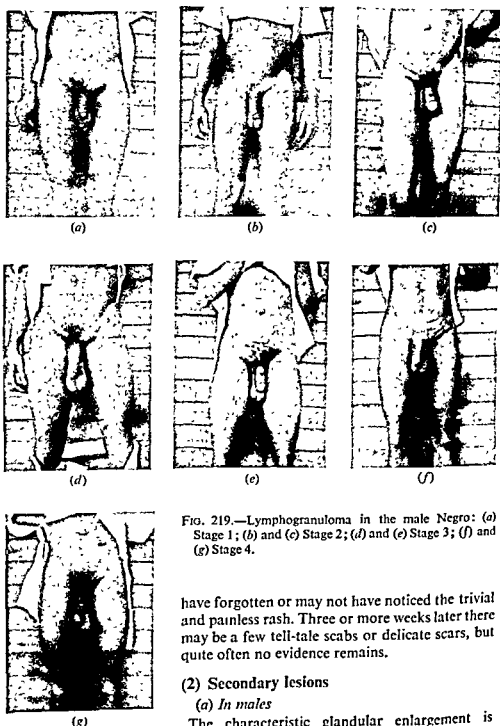 (a)
(b)
(c)
(d)
(e)
(f)
FIG. 219.—Lymphogranuloma in the male Negro: (a)
Stage 1; (b) and (c) Stage 2; (d) and (e) Stage 3; (f) and
(g) Stage 4.
have forgotten or may not have noticed the trivial
and painless rash. Three or more weeks later there
may be a few tell-tale scabs or delicate scars, but
quite often no evidence remains.
(2) Secondary lesions
(a) In males
(g)
The characteristic glandular enlargement is